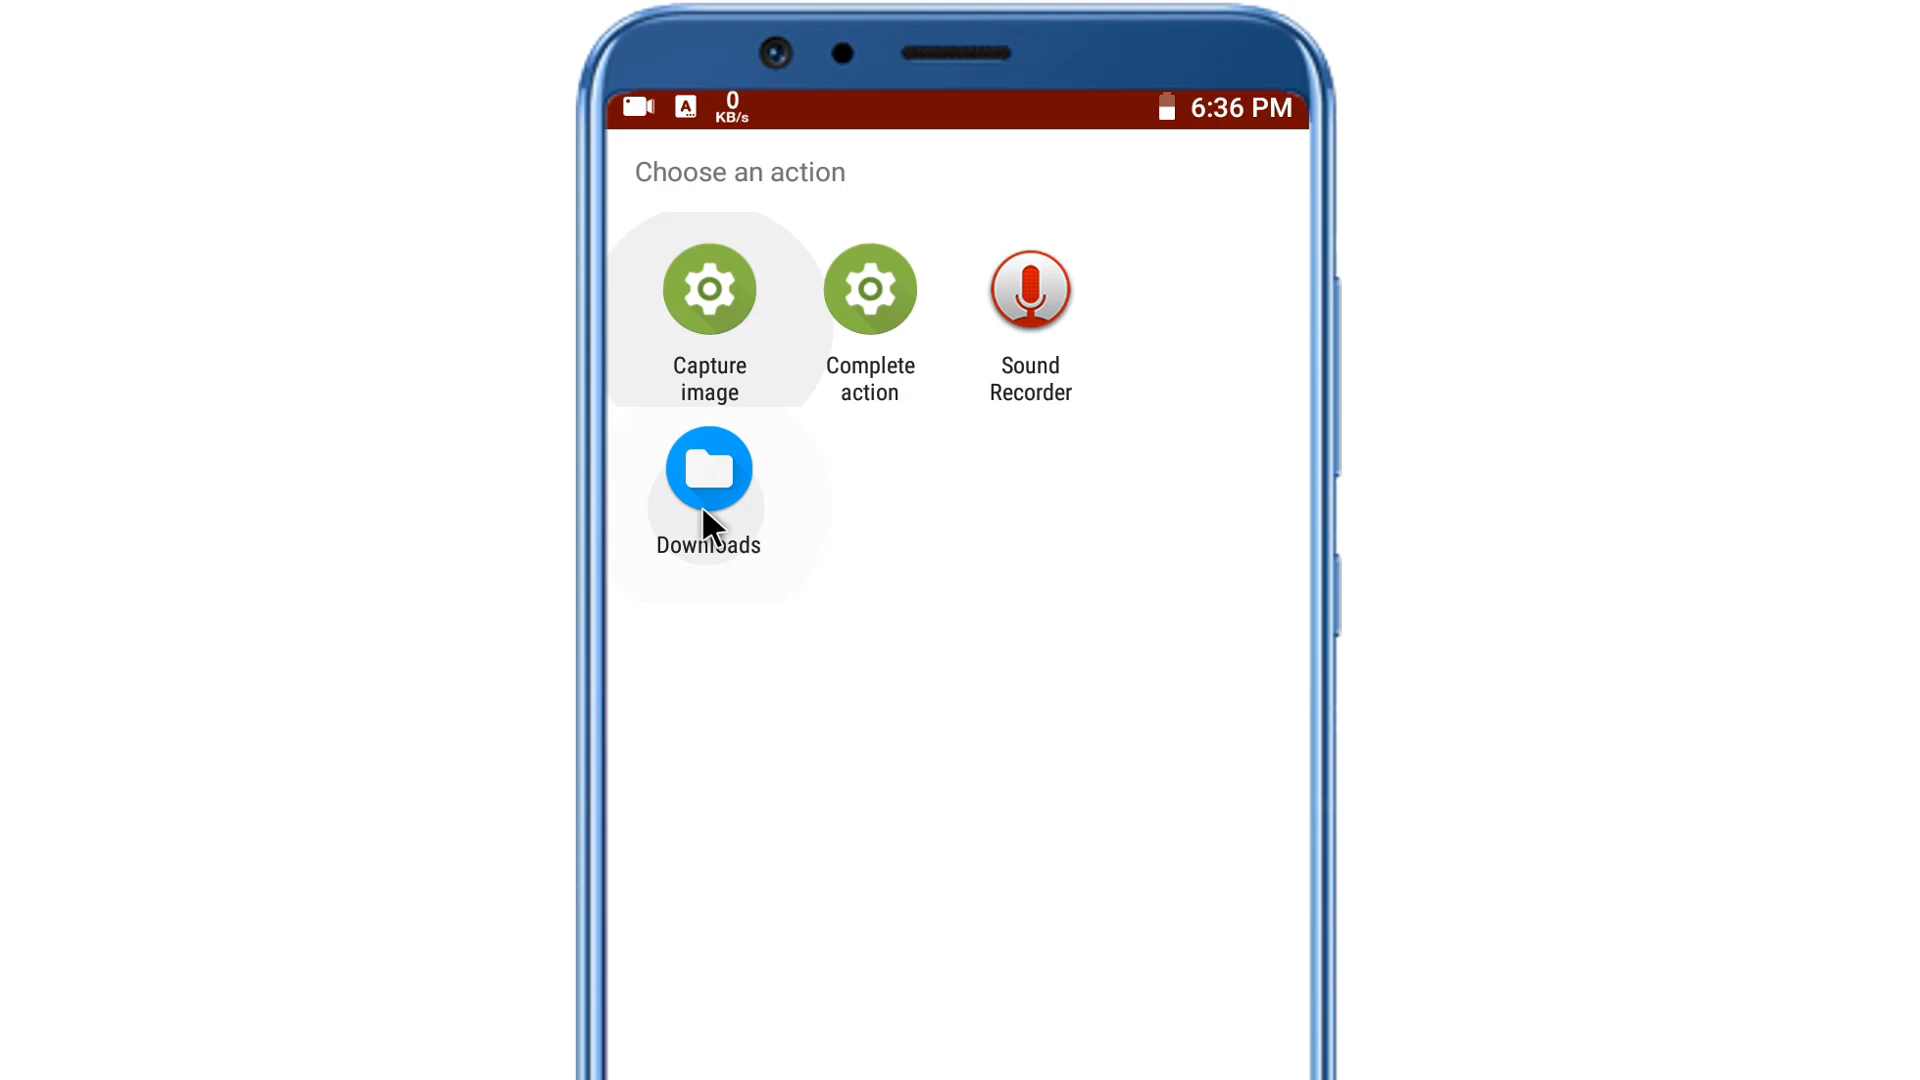 A
0
KB/s
6:36 PM
Choose an action
Capture
image
Complete
action
Sound
Recorder
Downloads